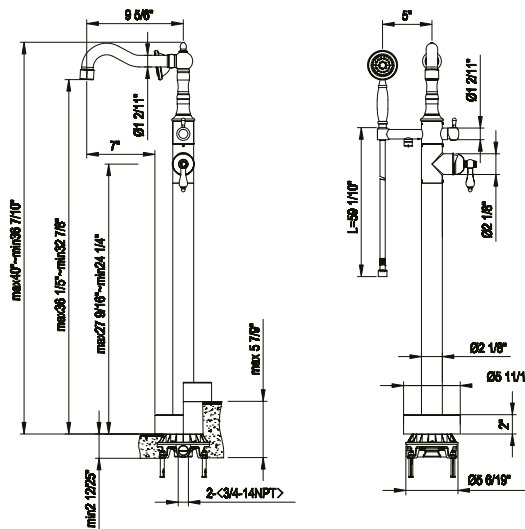 9 5/6"
Ø1 2/11"
7"
max40"~min36 7/10"
max36 1/5"~min32 7/8"
max27 9/16"~min24 1/4"
max 5 7/9"
min2 12/25"
2-<3/4-14NPT>
5"
Ø1 2/11"
L=59 1/10"
Ø2 1/8"
Ø2 1/8"
Ø5 11/1
2"
Ø5 6/19"